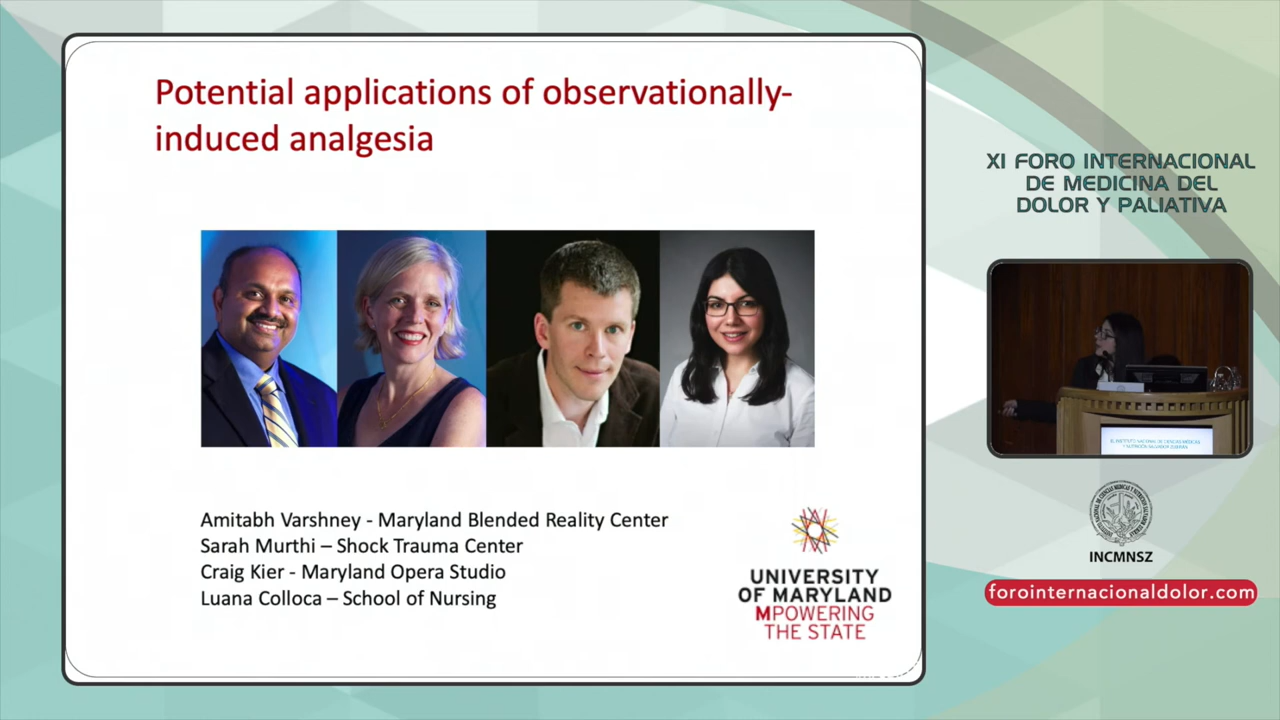 Potential applications of observationally-
induced analgesia
Amitabh Varshney - Maryland Blended Reality Center
Sarah Murthi – Shock Trauma Center
Craig Kier - Maryland Opera Studio
Luana Colloca – School of Nursing
UNIVERSITY
OF MARYLAND
MPOWERING
THE STATE
XI FORO INTERNACIONAL
DE MEDICINA DEL
DOLOR Y PALIATIVA
INCMNSZ
forointernacionaldolor.com